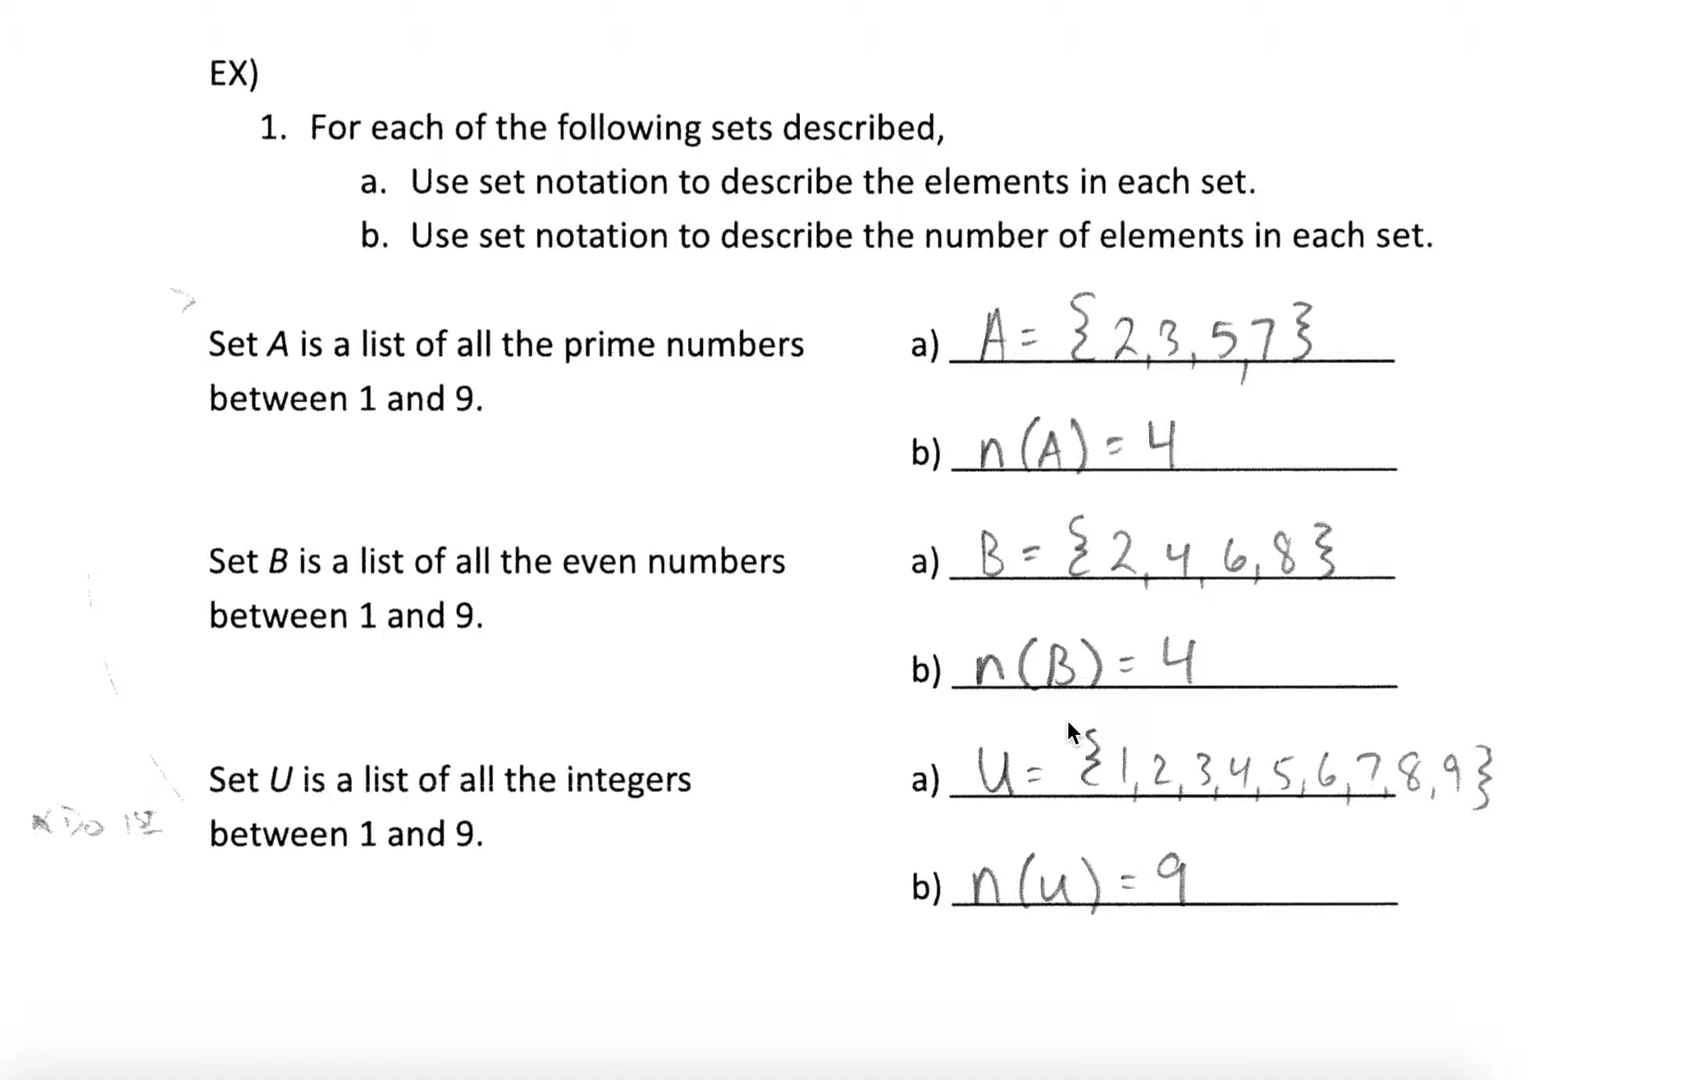 EX)
1. For each of the following sets described,
a. Use set notation to describe the elements in each set.
b. Use set notation to describe the number of elements in each set.
Set A is a list of all the prime numbers
between 1 and 9.
a) A = {2,3,5,7}
b) n(A) = 4
Set B is a list of all the even numbers
between 1 and 9.
a) B = {2,4,6,8}
b) n(B) = 4
Set U is a list of all the integers
between 1 and 9.
* Do 1st
a) U = {1,2,3,4,5,6,7,8,9}
b) n(U) = 9